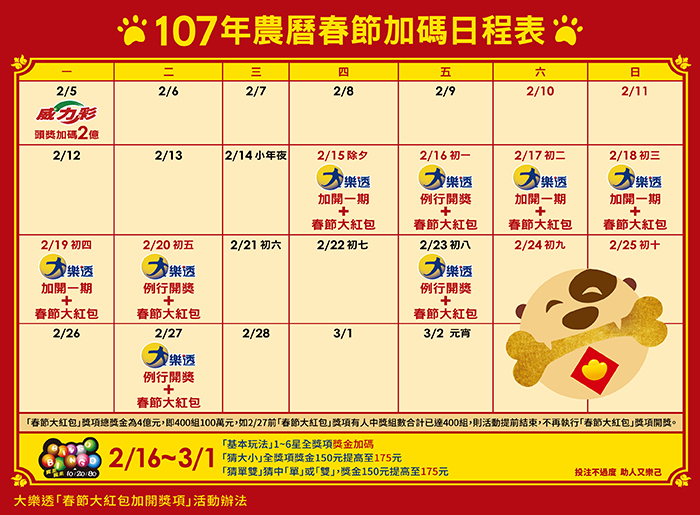 107年農曆春節加碼日程表
一 二 三 四 五 六 日
2/5 2/6 2/7 2/8 2/9 2/10 2/11
威力彩
頭獎加碼2億
2/12 2/13 2/14 小年夜 2/15 除夕 2/16 初一 2/17 初二 2/18 初三
大樂透 大樂透 大樂透 大樂透
加開一期 例行開獎 加開一期 加開一期
+ + + +
春節大紅包 春節大紅包 春節大紅包 春節大紅包
2/19 初四 2/20 初五 2/21 初六 2/22 初七 2/23 初八 2/24 初九 2/25 初十
大樂透 大樂透 大樂透
加開一期 例行開獎 例行開獎
+ + +
春節大紅包 春節大紅包 春節大紅包
2/26 2/27 2/28 3/1 3/2 元宵
大樂透
例行開獎
+
春節大紅包
「春節大紅包」獎項總獎金為4億元,即400組100萬元,如2/27前「春節大紅包」獎項有人中獎組數合計已達400組,則活動提前結束,不再執行「春節大紅包」獎項開獎。
BINGO BINGO
賓果賓果
10/20/80
2/16~3/1
「基本玩法」1~6星全獎項獎金加碼
「猜大小」全獎項獎金150元提高至175元
「猜單雙」猜中「單」或「雙」,獎金150元提高至175元
投注不過度 助人又樂己
大樂透「春節大紅包加開獎項」活動辦法